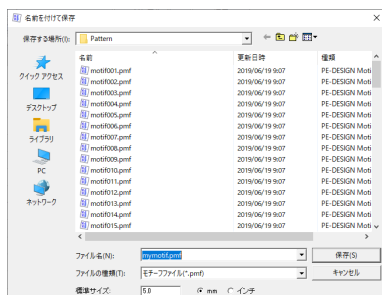 名前を付けて保存
保存する場所(I): Pattern
名前 更新日時 種類
motif001.pmf 2019/06/19 9:07 PE-DESIGN Moti
motif002.pmf 2019/06/19 9:07 PE-DESIGN Moti
motif003.pmf 2019/06/19 9:07 PE-DESIGN Moti
motif004.pmf 2019/06/19 9:07 PE-DESIGN Moti
motif005.pmf 2019/06/19 9:07 PE-DESIGN Moti
motif006.pmf 2019/06/19 9:07 PE-DESIGN Moti
motif007.pmf 2019/06/19 9:07 PE-DESIGN Moti
motif008.pmf 2019/06/19 9:07 PE-DESIGN Moti
motif009.pmf 2019/06/19 9:07 PE-DESIGN Moti
motif010.pmf 2019/06/19 9:07 PE-DESIGN Moti
motif011.pmf 2019/06/19 9:07 PE-DESIGN Moti
motif012.pmf 2019/06/19 9:07 PE-DESIGN Moti
motif013.pmf 2019/06/19 9:07 PE-DESIGN Moti
motif014.pmf 2019/06/19 9:07 PE-DESIGN Moti
motif015.pmf 2019/06/19 9:07 PE-DESIGN Moti
クイック アクセス
デスクトップ
ライブラリ
PC
ネットワーク
ファイル名(N): mymotif.pmf 保存(S)
ファイルの種類(T): モチーフファイル(*.pmf) キャンセル
標準サイズ: 5.0 mm インチ